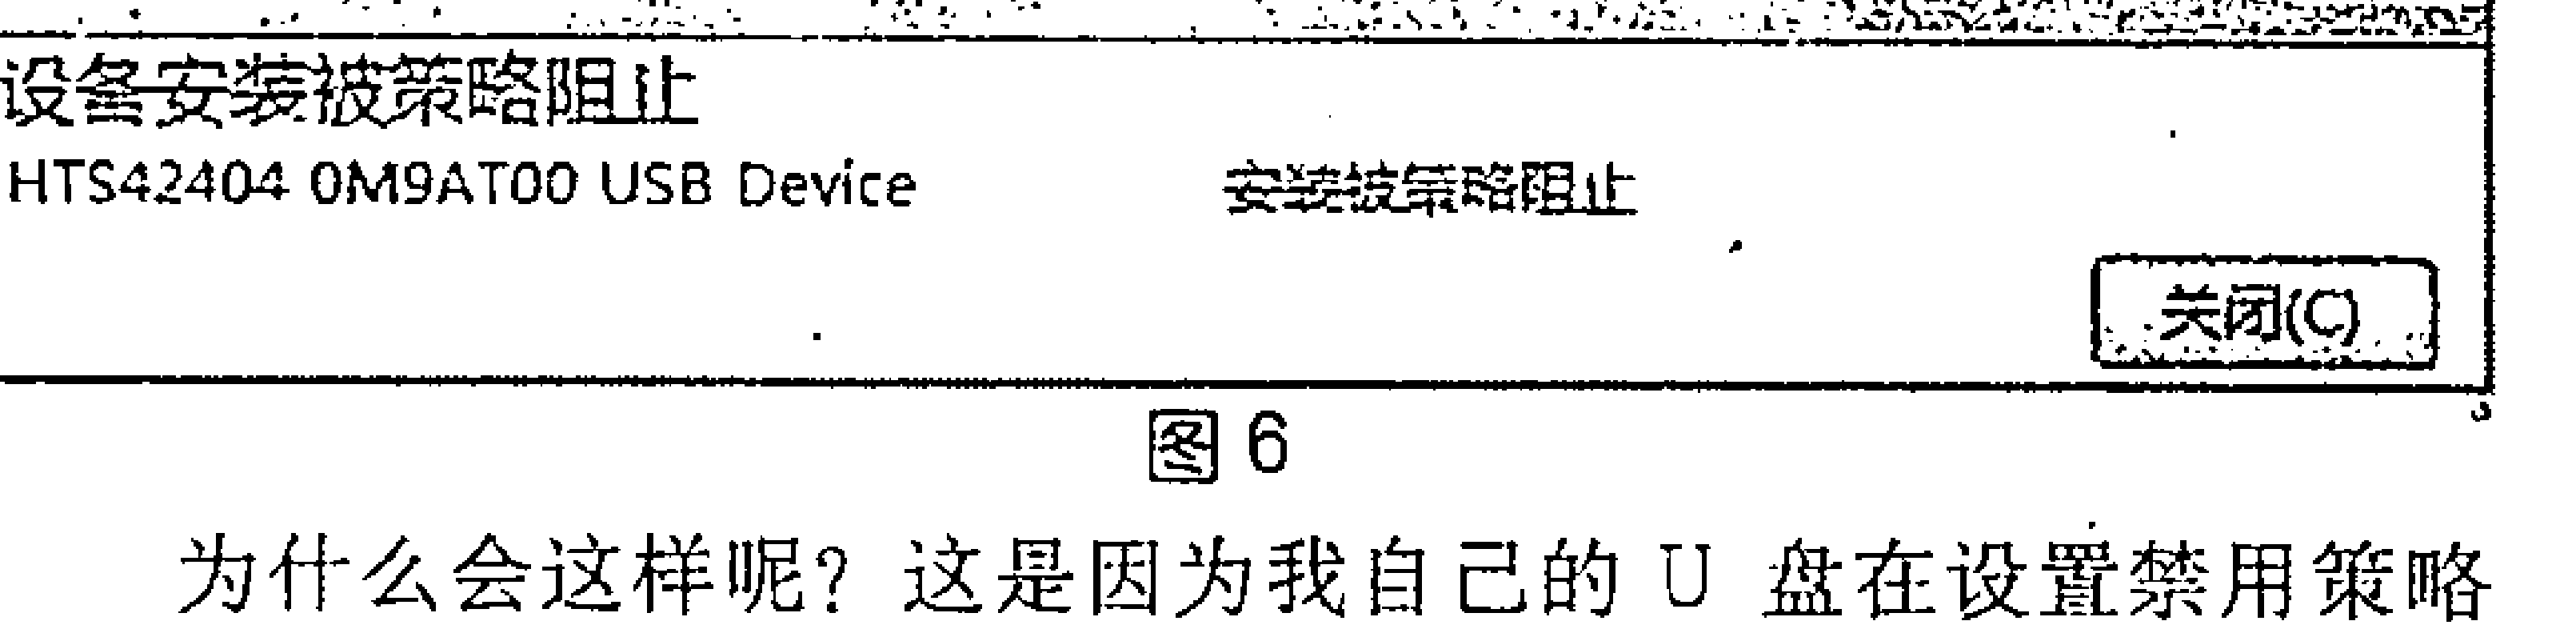 设备安装被策略阻止
HTS42404 0M9AT00 USB Device 安装被策略阻止
关闭(C)
图 6
为什么会这样呢？这是因为我自己的 U 盘在设置禁用策略